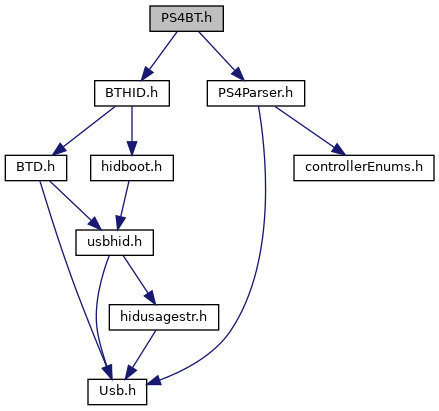 PS4BT.h
BTHID.h
PS4Parser.h
BTD.h
hidboot.h
controllerEnums.h
usbhid.h
hidusagestr.h
Usb.h